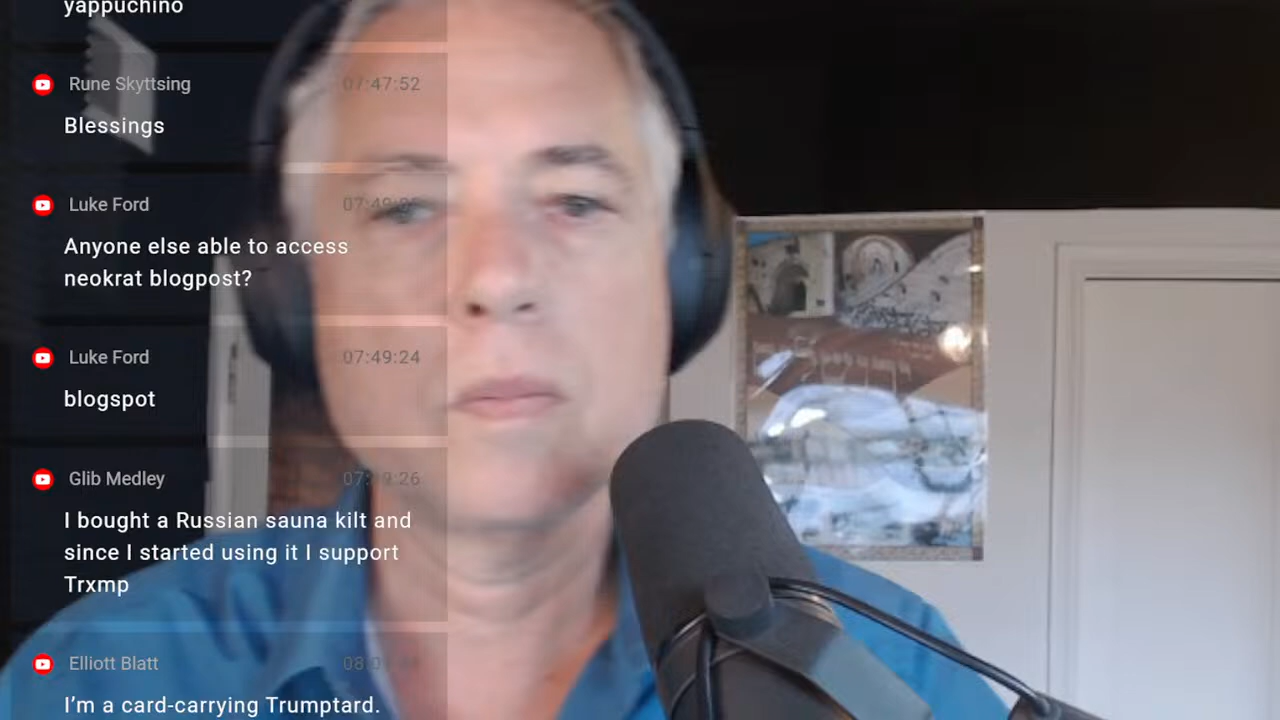 yappuchino
Rune Skyttsing 07:47:52
Blessings
Luke Ford
Anyone else able to access
neokrat blogpost?
Luke Ford 07:49:24
blogspot
Glib Medley
I bought a Russian sauna kilt and
since I started using it I support
Trxmp
Elliott Blatt
I’m a card-carrying Trumptard.